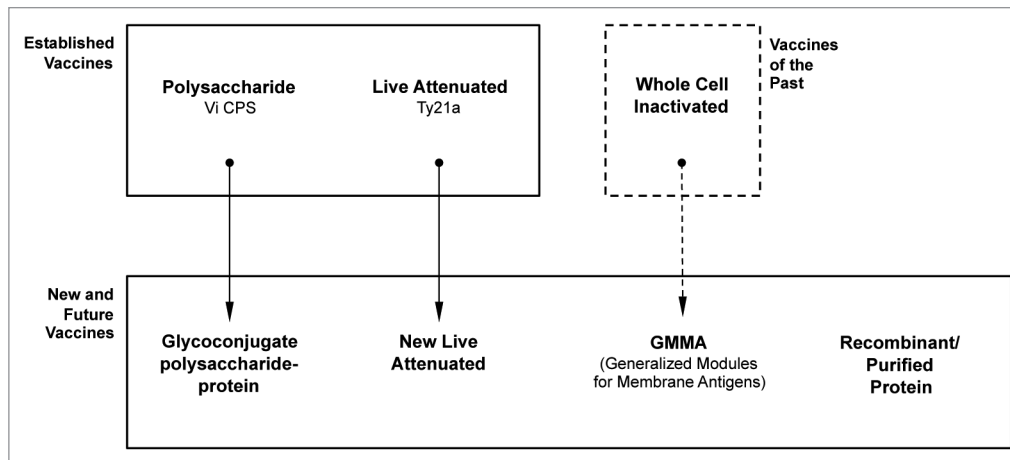 Established
Vaccines
Polysaccharide
Vi CPS
Live Attenuated
Ty21a
Whole Cell
Inactivated
Vaccines
of the
Past
New and
Future
Vaccines
Glycoconjugate
polysaccharide-
protein
New Live
Attenuated
GMMA
(Generalized Modules
for Membrane Antigens)
Recombinant/
Purified
Protein